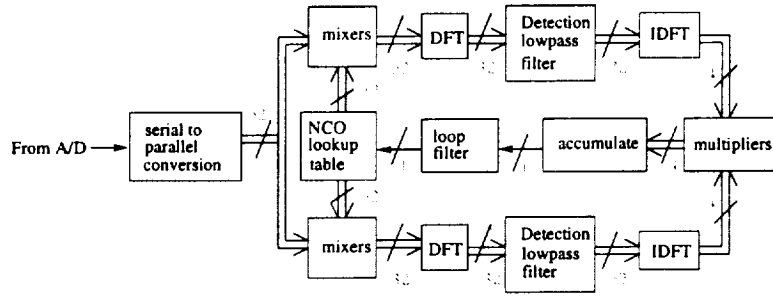 mixers
DFT
Detection
lowpass
filter
IDFT
From A/D
serial to
parallel
conversion
NCO
lookup
table
loop
filter
accumulate
multipliers
mixers
DFT
Detection
lowpass
filter
IDFT